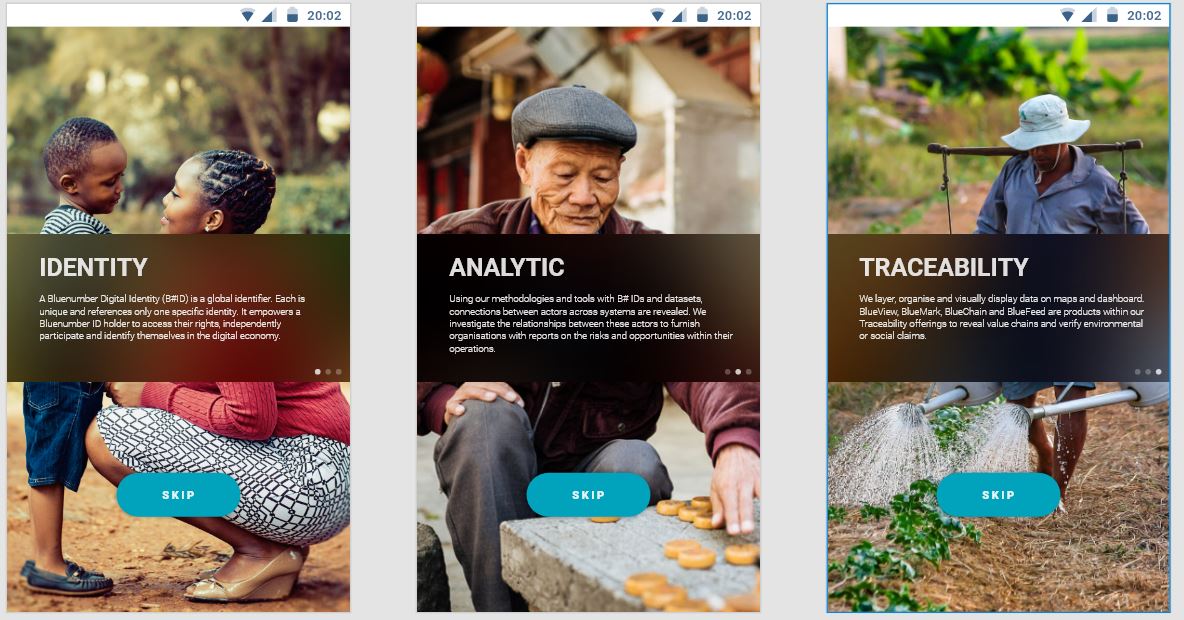 20:02
IDENTITY
A Bluenumber Digital Identity (B#ID) is a global identifier. Each is
unique and references only one specific identity. It empowers a
Bluenumber ID holder to access their rights, independently
participate and identify themselves in the digital economy.
SKIP
20:02
ANALYTIC
Using our methodologies and tools with B# IDs and datasets,
connections between actors across systems are revealed. We
investigate the relationships between these actors to furnish
organisations with reports on the risks and opportunities within their
operations.
SKIP
20:02
TRACEABILITY
We layer, organise and visually display data on maps and dashboard.
BlueView, BlueMark, BlueChain and BlueFeed are products within our
Traceability offerings to reveal value chains and verify environmental
or social claims.
SKIP